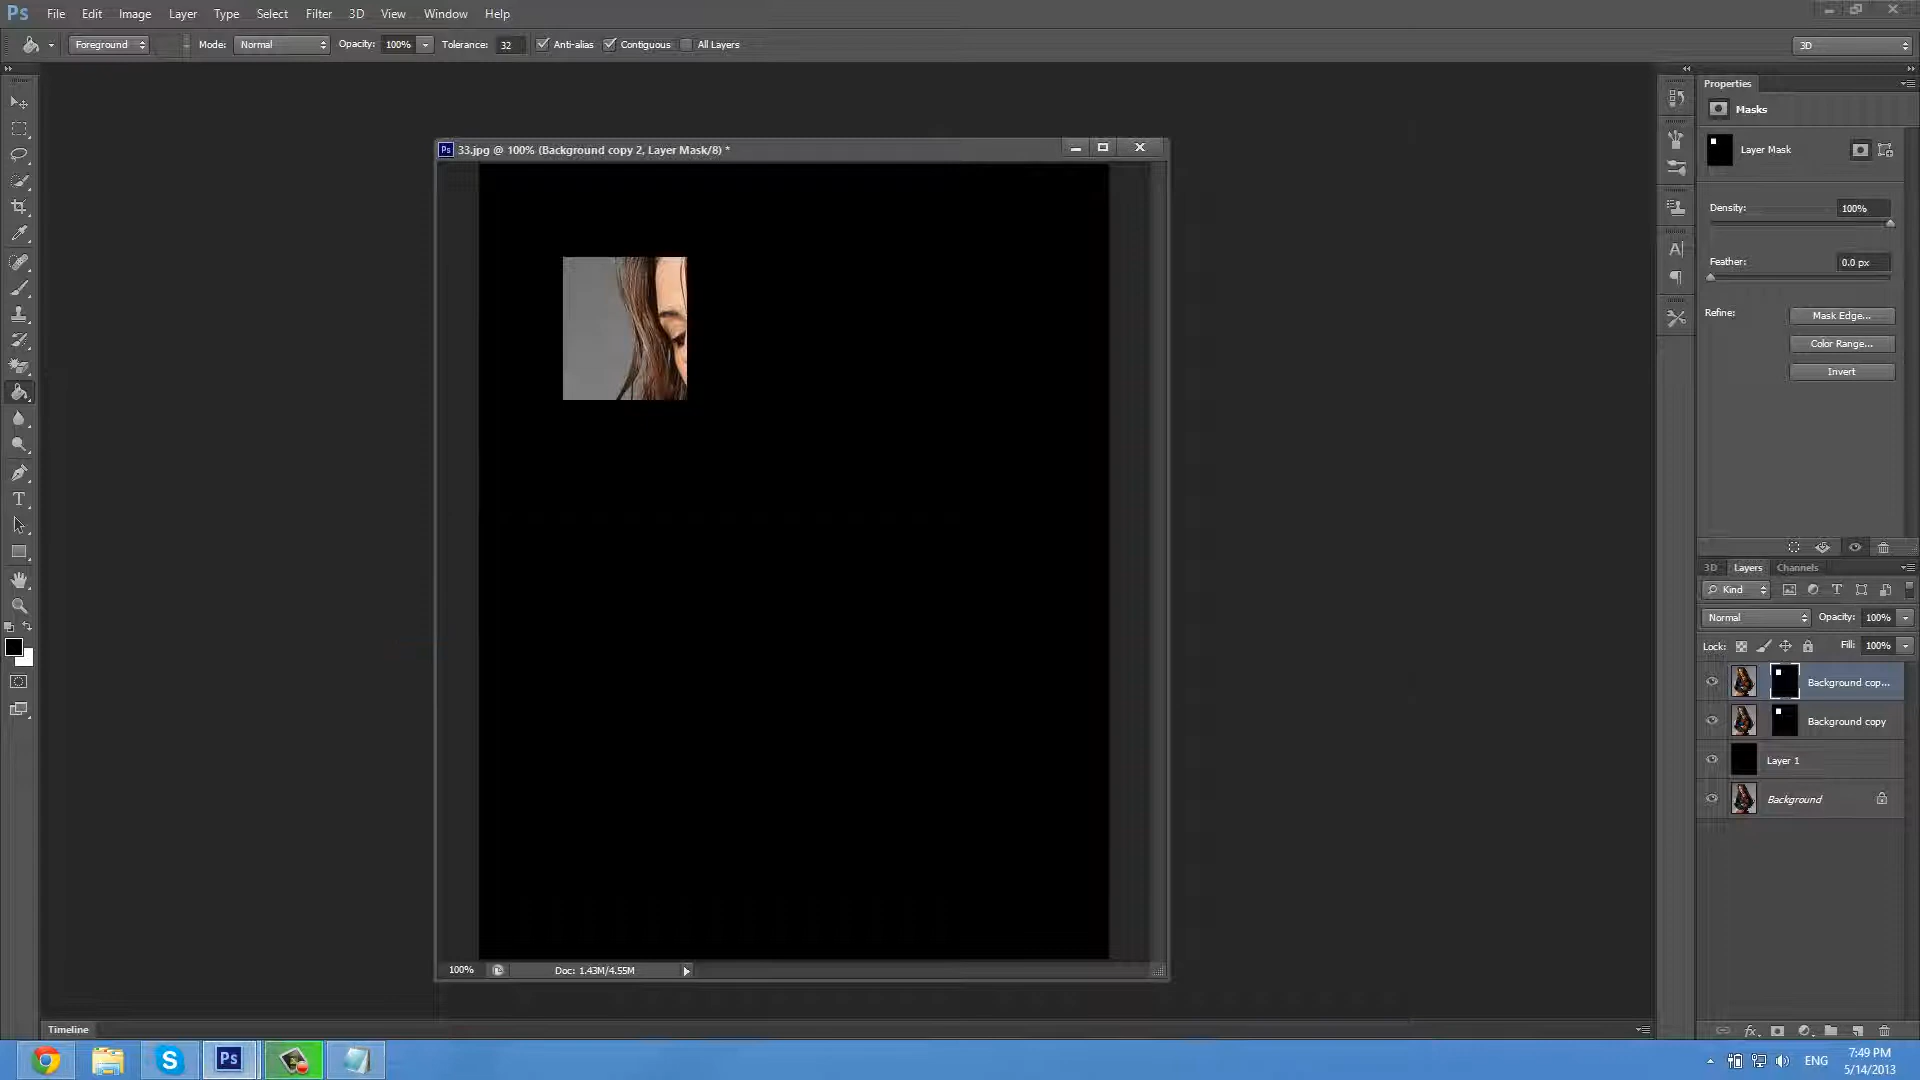 Ps File Edit Image Layer Type Select Filter 3D View Window Help
Foreground Mode: Normal Opacity: 100% Tolerance: 32 Anti-alias Contiguous All Layers 3D
Properties
Masks
Ps 33.jpg @ 100% (Background copy 2, Layer Mask/8) *
Layer Mask
Density: 100%
Feather: 0.0 px
Refine: Mask Edge...
Color Range...
Invert
3D Layers Channels
Kind
Normal Opacity: 100%
Lock: Fill: 100%
Background cop...
Background copy
Layer 1
Background
100% Doc: 1.43M/4.55M
Timeline
S Ps ENG 7:49 PM
5/14/2013